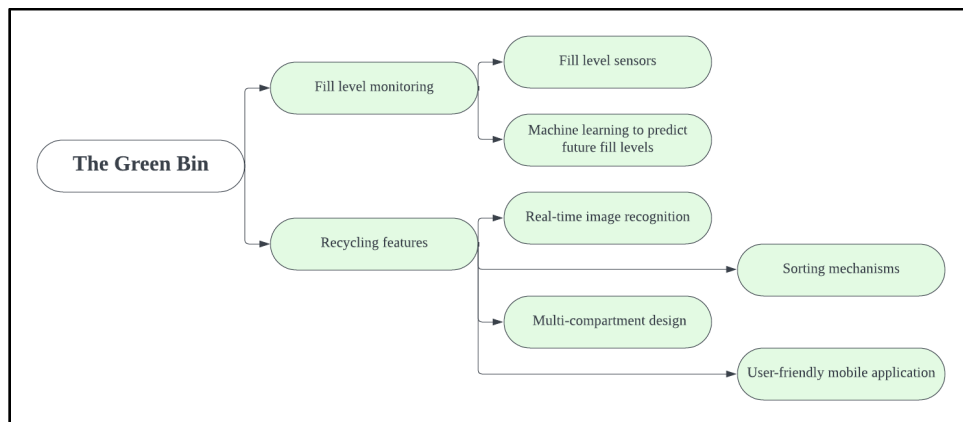 The Green Bin
Fill level monitoring
Fill level sensors
Machine learning to predict
future fill levels
Recycling features
Real-time image recognition
Sorting mechanisms
Multi-compartment design
User-friendly mobile application